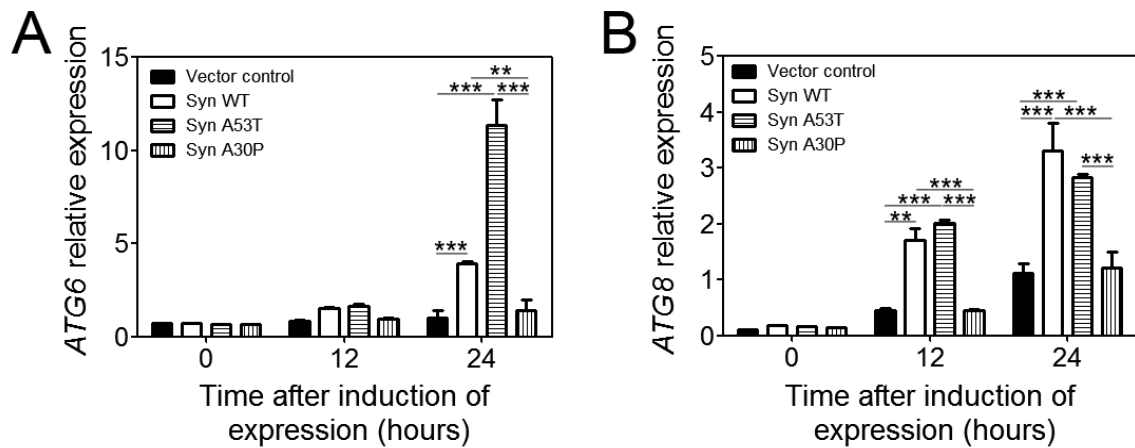 A
ATG6 relative expression
15
10
5
0
Vector control
Syn WT
Syn A53T
Syn A30P
***
**
***
***
0 12 24
Time after induction of
expression (hours)
B
ATG8 relative expression
5
4
3
2
1
0
Vector control
Syn WT
Syn A53T
Syn A30P
***
***
***
**
***
***
***
***
0 12 24
Time after induction of
expression (hours)